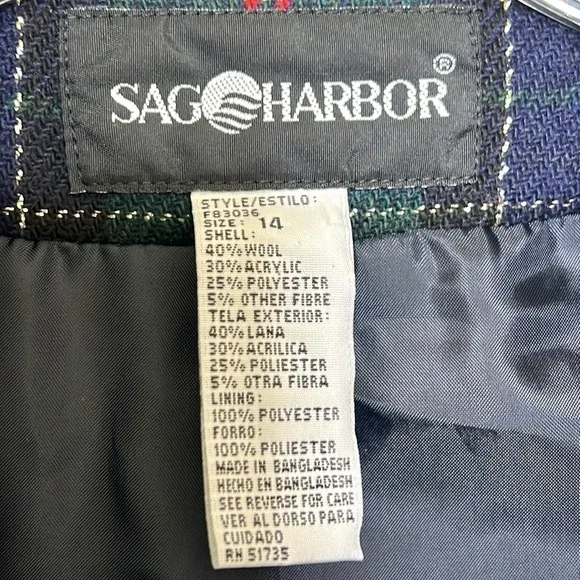 SAG HARBOR®
STYLE/ESTILO:
F83036
SIZE: 14
SHELL:
40% WOOL
30% ACRYLIC
25% POLYESTER
5% OTHER FIBRE
TELA EXTERIOR:
40% LANA
30% ACRILICA
25% POLIESTER
5% OTRA FIBRA
LINING:
100% POLYESTER
FORRO:
100% POLIESTER
MADE IN BANGLADESH
HECHO EN BANGLADESH
SEE REVERSE FOR CARE
VER AL DORSO PARA
CUIDADO
RN 51735